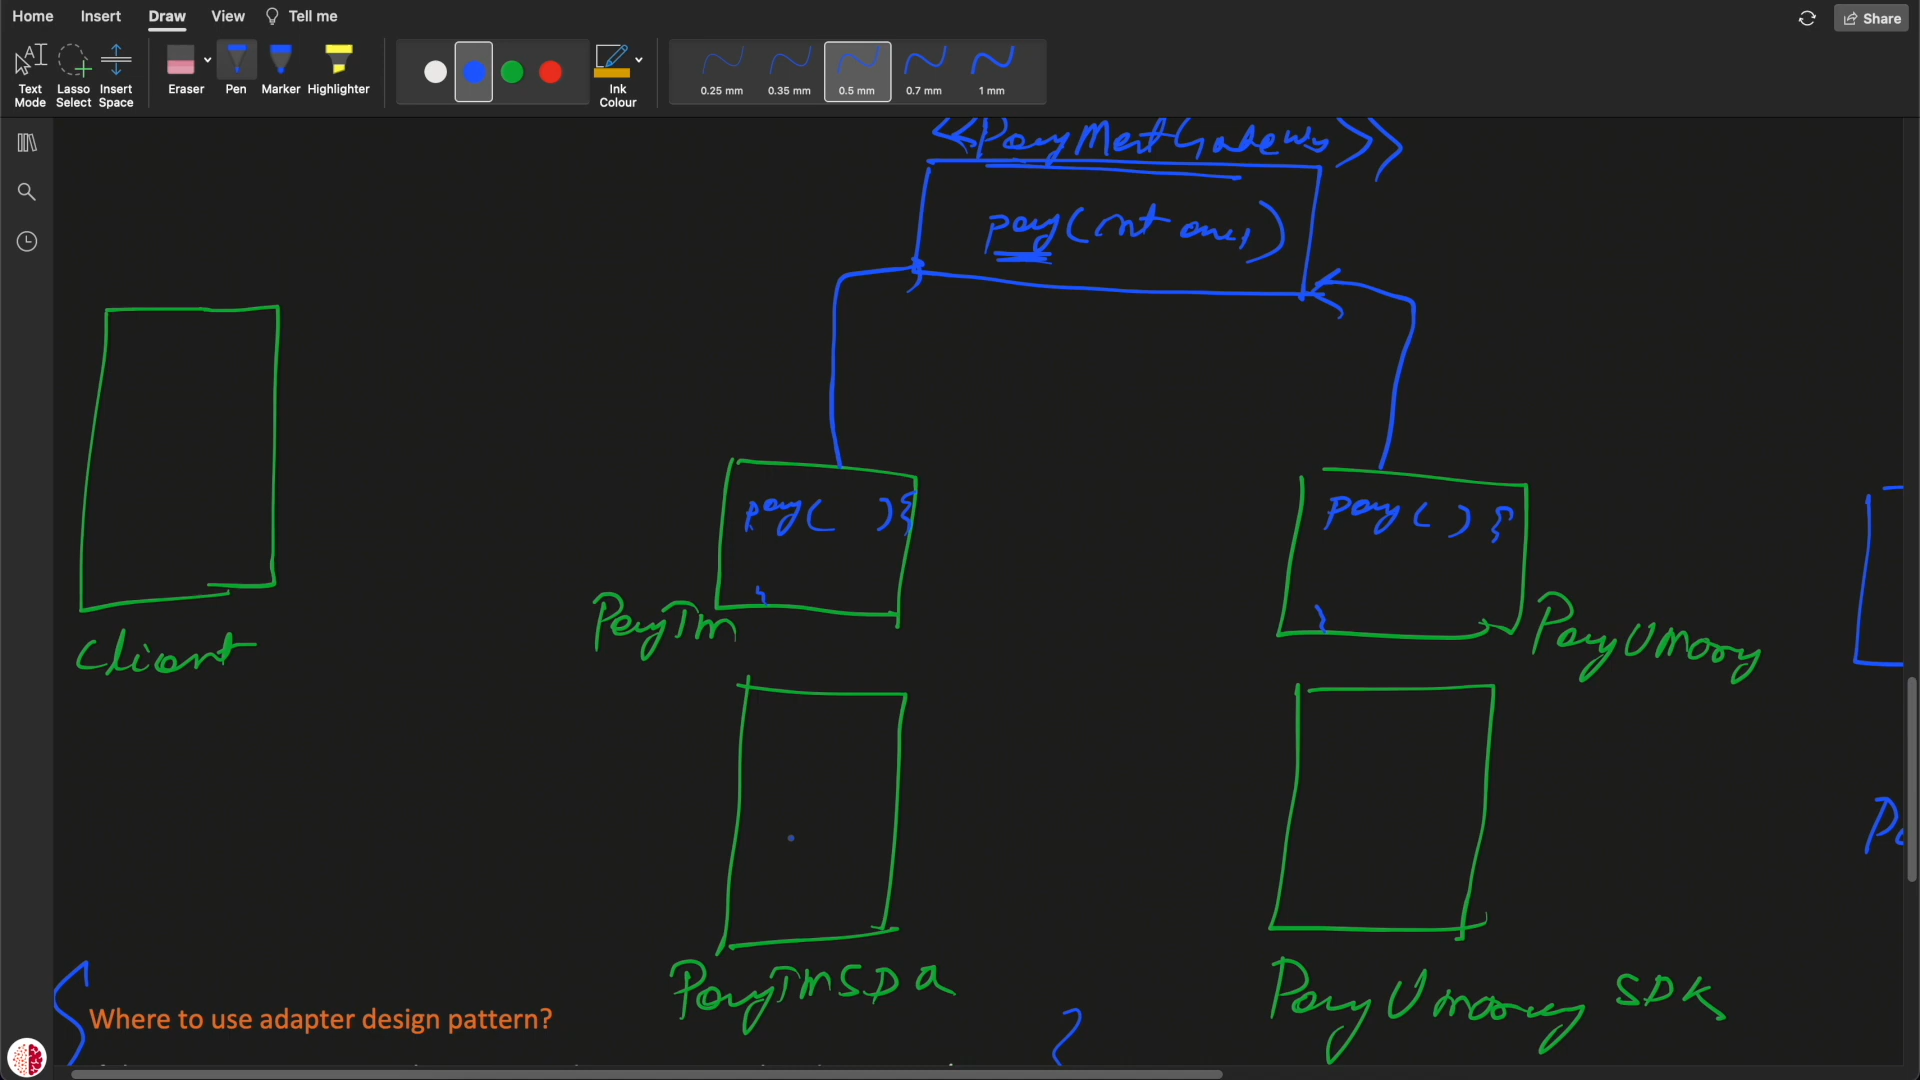 Home Insert Draw View Tell me
Share
Text Mode
Lasso Select
Insert Space
Eraser
Pen
Marker
Highlighter
Ink Colour
0.25 mm
0.35 mm
0.5 mm
0.7 mm
1 mm
<<PayMentGateway>>
pay(int amt)
pay( ){
}
PayTm
pay( ) {
}
PayUMoney
Client
PayTmSDK
PayUmoney SDK
Where to use adapter design pattern?